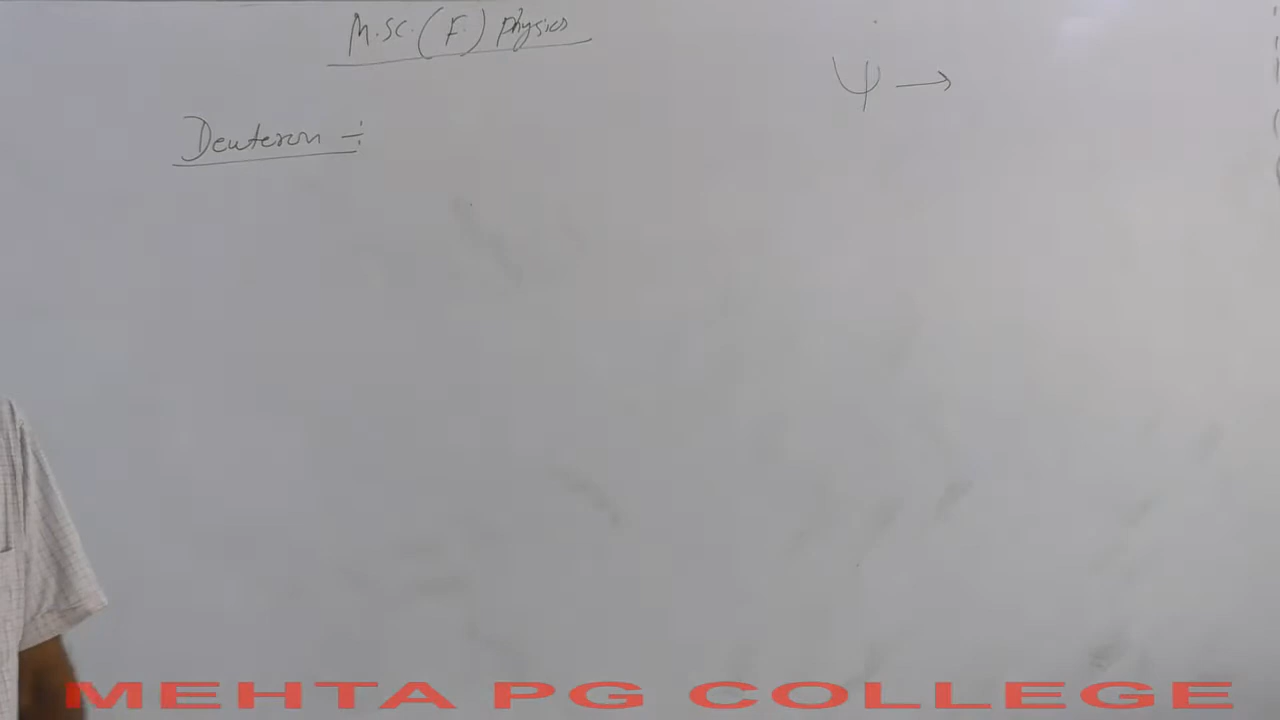 M.Sc. (F.) Physics
Ψ →
Deuteron ÷
MEHTA PG COLLEGE